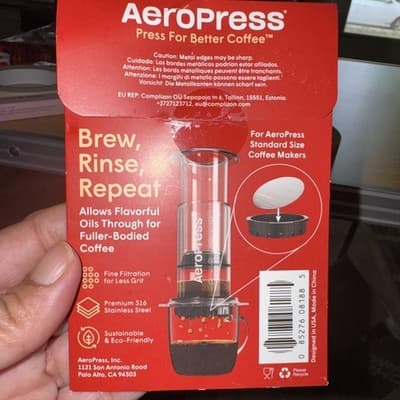 AeroPress®
Press For Better Coffee™
Caution: Metal edges may be sharp.
Cuidado: Los bordes metálicos podrían estar afilados.
Attention: Les bords métalliques peuvent être tranchants.
Attenzione: I margini di metallo possono essere taglienti.
Vorsicht: Die Metallkanten können scharf sein.
EU REP: Complizon OÜ Sepapaja tn 6, Tallinn, 15551, Estonia.
+3727123712, eu@complizon.com
Brew,
Rinse,
Repeat
Allows Flavorful
Oils Through for
Fuller-Bodied
Coffee
For AeroPress
Standard Size
Coffee Makers
AeroPress
Fine Filtration
for Less Grit
Premium 316
Stainless Steel
Sustainable
& Eco-Friendly
AeroPress, Inc.
1121 San Antonio Road
Palo Alto, CA 94303
0 85276 08188 5
Designed in USA. Made in China
Please
Recycle